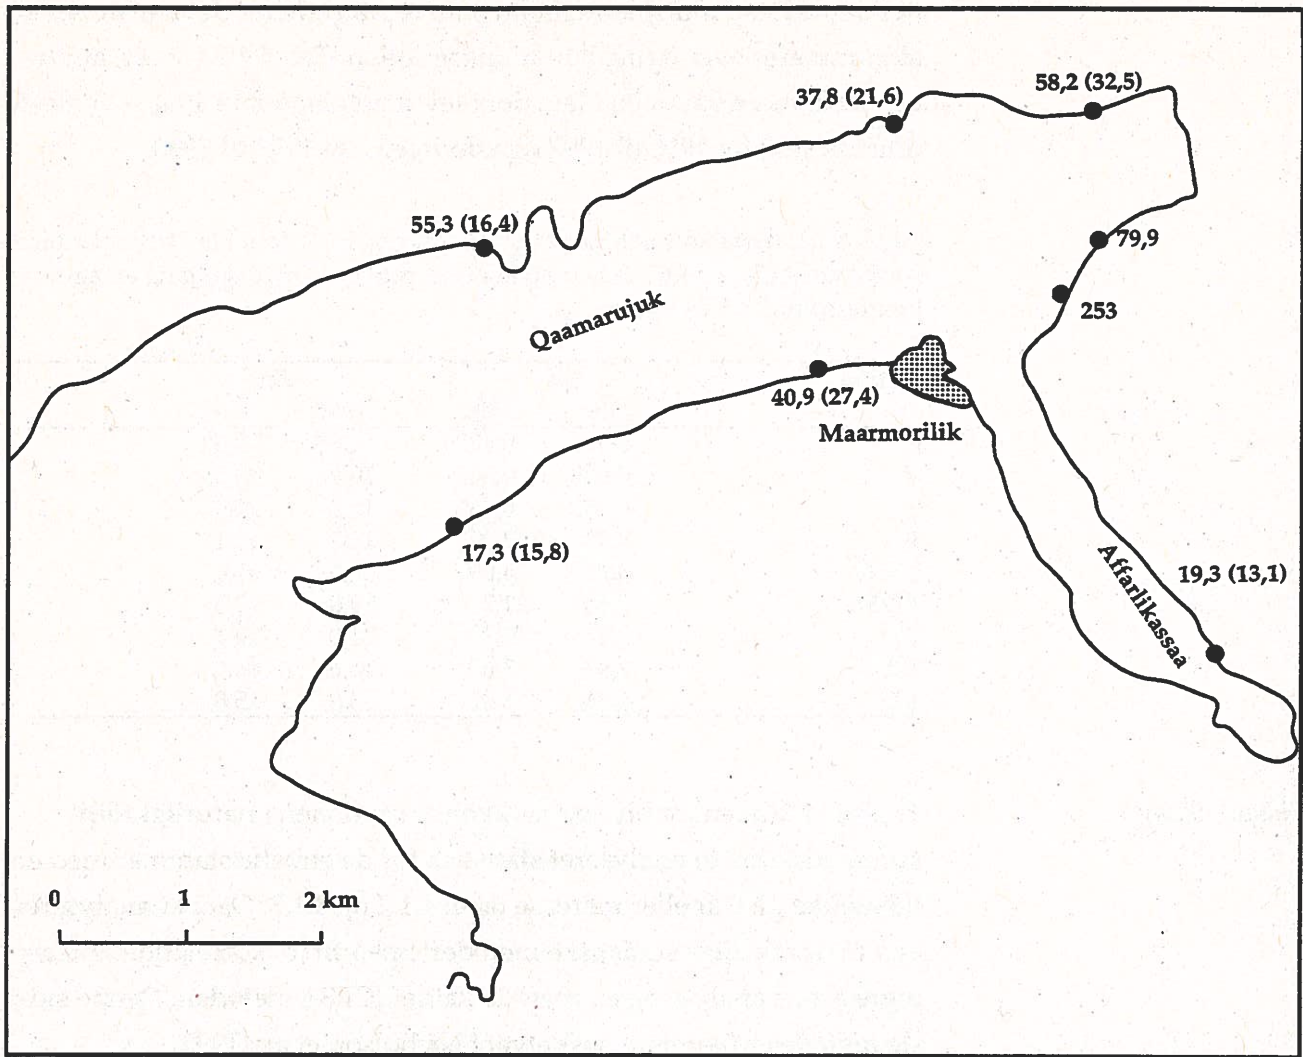 58,2 (32,5)
37,8 (21,6)
55,3 (16,4)
79,9
253
Qaamarujuk
40,9 (27,4)
Maarmorilik
17,3 (15,8)
Affarlikassaa
19,3 (13,1)
0 1 2 km